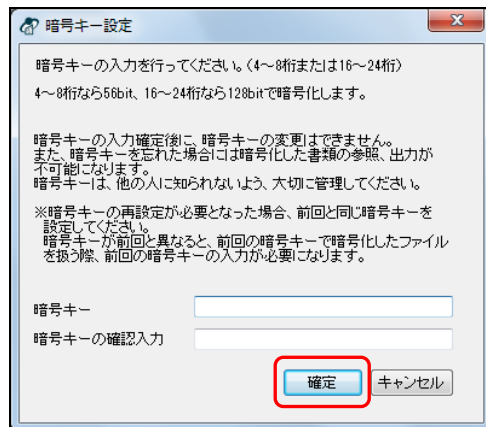 暗号キー設定
暗号キーの入力を行ってください。(4～8桁または16～24桁)
4～8桁なら56bit、16～24桁なら128bitで暗号化します。
暗号キーの入力確定後に、暗号キーの変更はできません。
また、暗号キーを忘れた場合には暗号化した書類の参照、出力が
不可能になります。
暗号キーは、他の人に知られないよう、大切に管理してください。
※暗号キーの再設定が必要となった場合、前回と同じ暗号キーを
設定してください。
暗号キーが前回と異なると、前回の暗号キーで暗号化したファイル
を扱う際、前回の暗号キーの入力が必要になります。
暗号キー
暗号キーの確認入力
確定 キャンセル